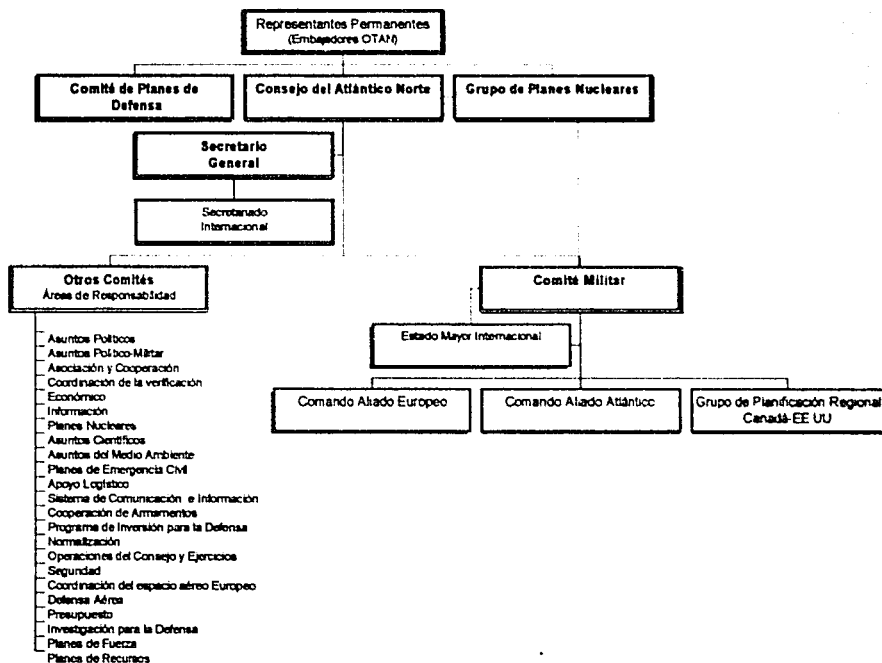 Representantes Permanentes
(Embajadores OTAN)
Comité de Planes de
Defensa
Consejo del Atlántico Norte
Grupo de Planes Nucleares
Secretario
General
Secretariado
Internacional
Otros Comités
Áreas de Responsabilidad
Comité Militar
Estado Mayor Internacional
Comando Aliado Europeo
Comando Aliado Atlántico
Grupo de Planificación Regional
Canadá-EE UU
Asuntos Políticos
Asuntos Político-Militar
Asociación y Cooperación
Coordinación de la verificación
Económico
Información
Planes Nucleares
Asuntos Científicos
Asuntos del Medio Ambiente
Planes de Emergencia Civil
Apoyo Logístico
Sistema de Comunicación e Información
Cooperación de Armamentos
Programa de Inversión para la Defensa
Normalización
Operaciones del Consejo y Ejercicios
Seguridad
Coordinación del espacio aéreo Europeo
Defensa Aérea
Presupuesto
Investigación para la Defensa
Planes de Fuerza
Planes de Recursos